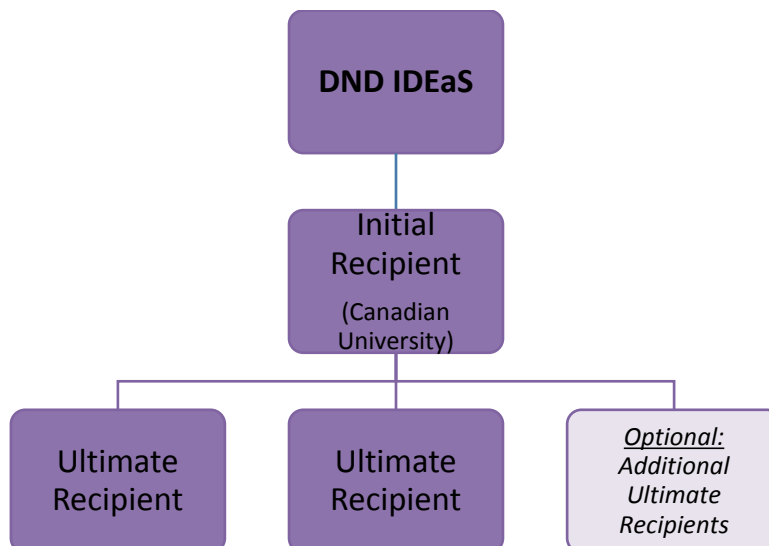 DND IDEaS
Initial
Recipient
(Canadian
University)
Ultimate
Recipient
Ultimate
Recipient
Optional:
Additional
Ultimate
Recipients